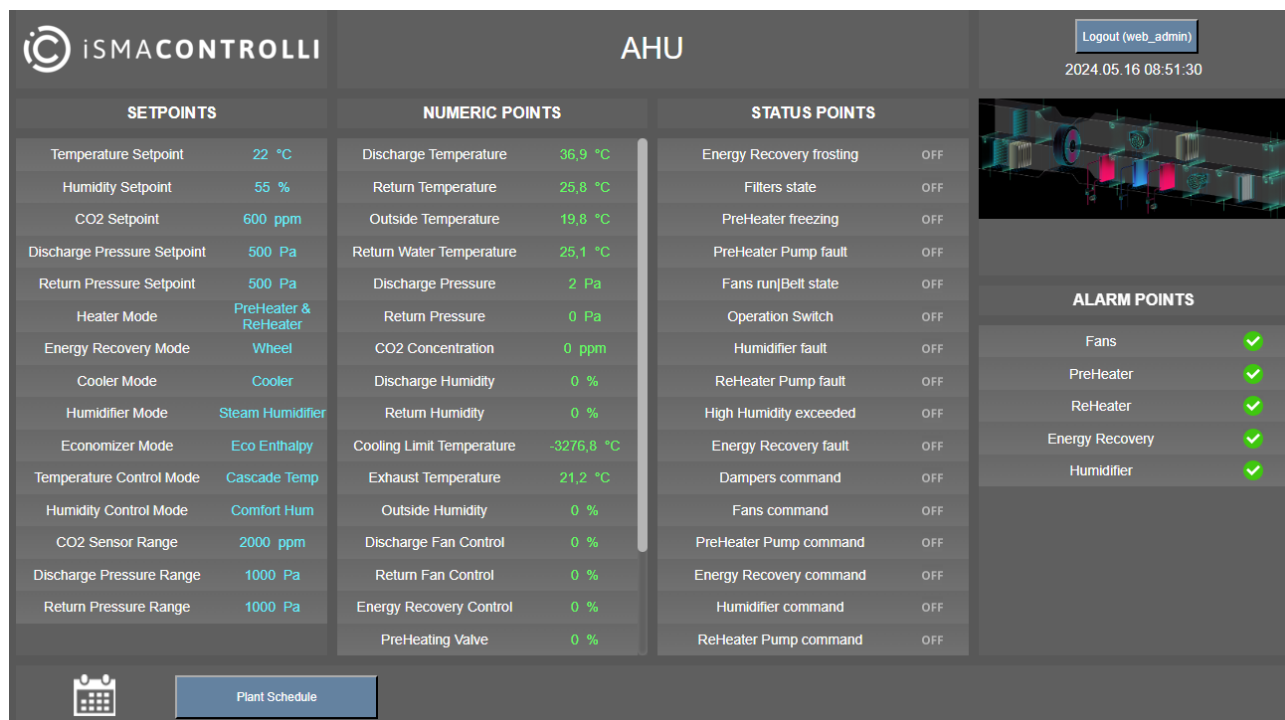 iSMACONTROLLI
AHU
Logout (web_admin)
2024.05.16 08:51:30
SETPOINTS
Temperature Setpoint 22 °C
Humidity Setpoint 55 %
CO2 Setpoint 600 ppm
Discharge Pressure Setpoint 500 Pa
Return Pressure Setpoint 500 Pa
Heater Mode PreHeater &
ReHeater
Energy Recovery Mode Wheel
Cooler Mode Cooler
Humidifier Mode Steam Humidifier
Economizer Mode Eco Enthalpy
Temperature Control Mode Cascade Temp
Humidity Control Mode Comfort Hum
CO2 Sensor Range 2000 ppm
Discharge Pressure Range 1000 Pa
Return Pressure Range 1000 Pa
NUMERIC POINTS
Discharge Temperature 36,9 °C
Return Temperature 25,8 °C
Outside Temperature 19,8 °C
Return Water Temperature 25,1 °C
Discharge Pressure 2 Pa
Return Pressure 0 Pa
CO2 Concentration 0 ppm
Discharge Humidity 0 %
Return Humidity 0 %
Cooling Limit Temperature -3276,8 °C
Exhaust Temperature 21,2 °C
Outside Humidity 0 %
Discharge Fan Control 0 %
Return Fan Control 0 %
Energy Recovery Control 0 %
PreHeating Valve 0 %
STATUS POINTS
Energy Recovery frosting OFF
Filters state OFF
PreHeater freezing OFF
PreHeater Pump fault OFF
Fans run|Belt state OFF
Operation Switch OFF
Humidifier fault OFF
ReHeater Pump fault OFF
High Humidity exceeded OFF
Energy Recovery fault OFF
Dampers command OFF
Fans command OFF
PreHeater Pump command OFF
Energy Recovery command OFF
Humidifier command OFF
ReHeater Pump command OFF
ALARM POINTS
Fans
PreHeater
ReHeater
Energy Recovery
Humidifier
Plant Schedule